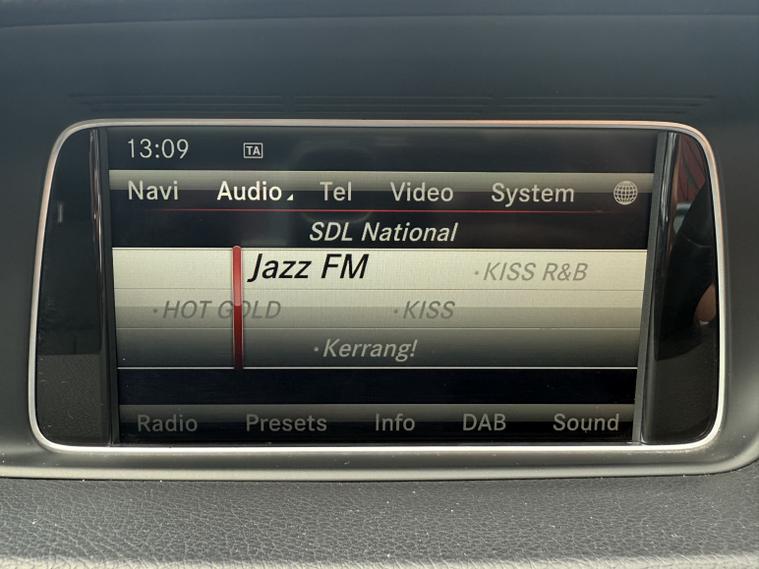 13:09 TA
Navi Audio Tel Video System
SDL National
Jazz FM ·KISS R&B
·HOT GOLD ·KISS
·Kerrang!
Radio Presets Info DAB Sound